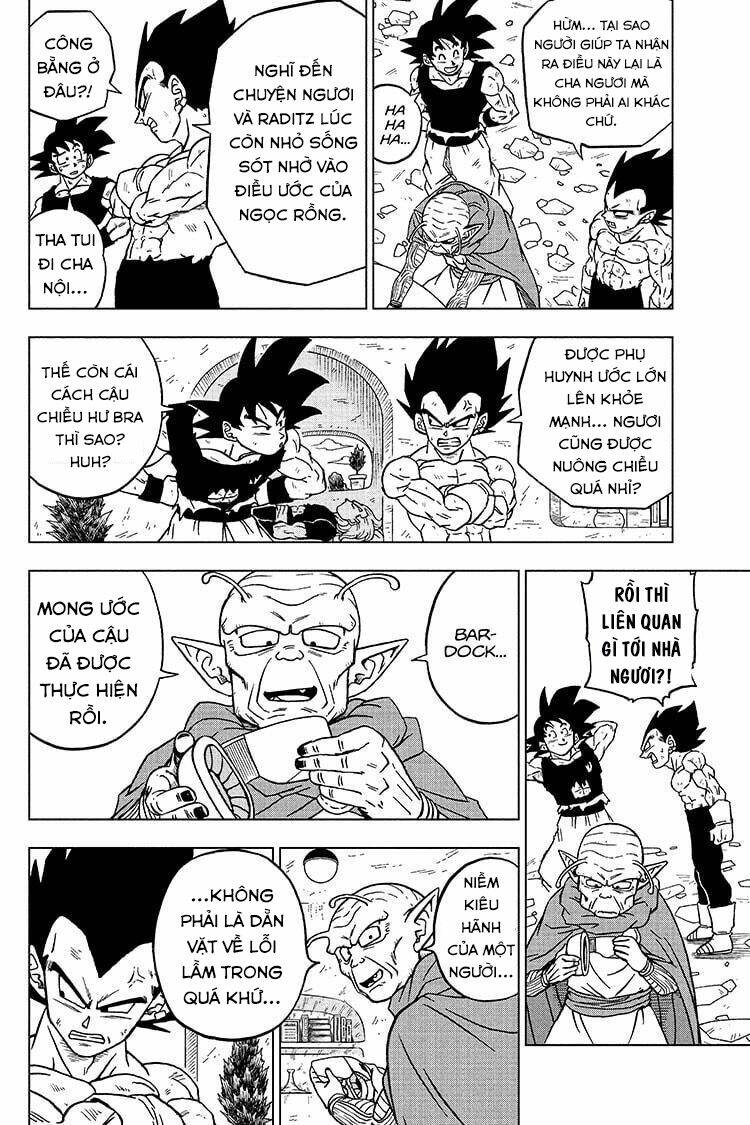 HỪM... TẠI SAO
NGƯỜI GIÚP TA NHẬN
RA ĐIỀU NÀY LẠI LÀ
CHA NGƯƠI MÀ
KHÔNG PHẢI AI KHÁC
CHỨ.
HA
HA
HA...
NGHĨ ĐẾN
CHUYỆN NGƯƠI
VÀ RADITZ LÚC
CÒN NHỎ SỐNG
SÓT NHỜ VÀO
ĐIỀU ƯỚC CỦA
NGỌC RỒNG.
CÔNG
BẰNG Ở
ĐÂU?!
THA TUI
ĐI CHA
NỘI...
ĐƯỢC PHỤ
HUYNH ƯỚC LỚN
LÊN KHỎE
MẠNH... NGƯƠI
CŨNG ĐƯỢC
NUÔNG CHIỀU
QUÁ NHỈ?
THẾ CÒN CÁI
CÁCH CẬU
CHIỀU HƯ BRA
THÌ SAO?
HUH?
RỒI THÌ
LIÊN QUAN
GÌ TỚI NHÀ
NGƯƠI?!
BAR-
DOCK...
MONG ƯỚC
CỦA CẬU
ĐÃ ĐƯỢC
THỰC HIỆN
RỒI.
NIỀM
KIÊU
HÃNH
CỦA MỘT
NGƯỜI...
...KHÔNG
PHẢI LÀ DẰN
VẶT VỀ LỖI
LẦM TRONG
QUÁ KHỨ...